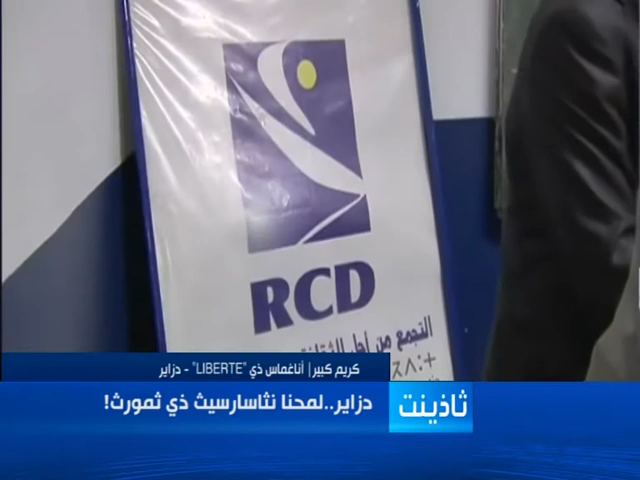 RCD
التجمع من أجل الثقافة
كريم كبير| أناغماس ذي "LIBERTE" - دزاير
ثاذينت
دزاير..لمحنا نثاسارسيث ذي ثمورث!